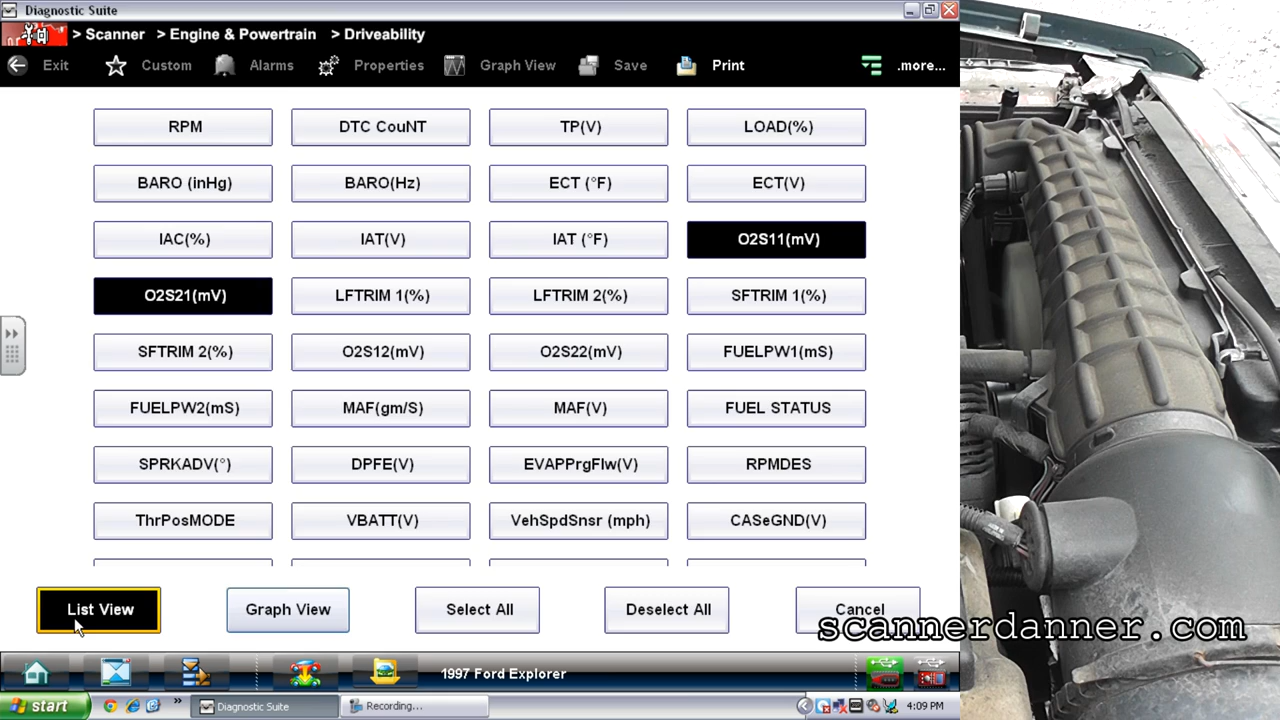 Diagnostic Suite
> Scanner > Engine & Powertrain > Driveability
Exit Custom Alarms Properties Graph View Save Print .more...
RPM DTC CouNT TP(V) LOAD(%)
BARO (inHg) BARO(Hz) ECT (°F) ECT(V)
IAC(%) IAT(V) IAT (°F) O2S11(mV)
O2S21(mV) LFTRIM 1(%) LFTRIM 2(%) SFTRIM 1(%)
SFTRIM 2(%) O2S12(mV) O2S22(mV) FUELPW1(mS)
FUELPW2(mS) MAF(gm/S) MAF(V) FUEL STATUS
SPRKADV(°) DPFE(V) EVAPPrgFlw(V) RPMDES
ThrPosMODE VBATT(V) VehSpdSnsr (mph) CASeGND(V)
List View Graph View Select All Deselect All Cancel
scannerdanner.com
1997 Ford Explorer
start Diagnostic Suite Recording... 4:09 PM